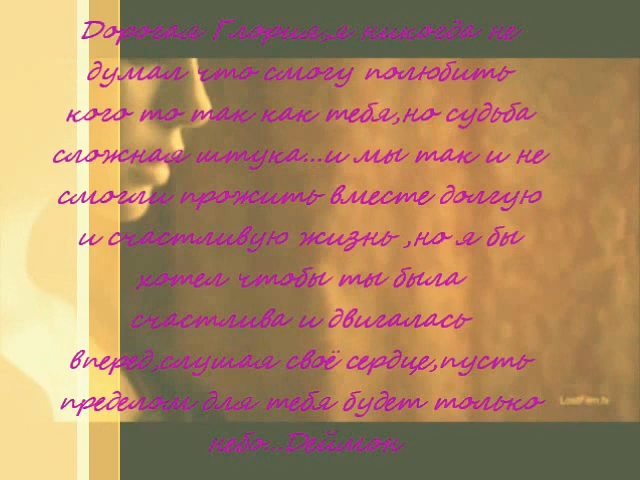 Дорогая Глория,я никогда не
думал что смогу полюбить
кого то так как тебя,но судьба
сложная штука...и мы так и не
смогли прожить вместе долгую
и счастливую жизнь ,но я бы
хотел чтобы ты была
счастлива и двигалась
вперед,слушая своё сердце,пусть
пределом для тебя будет только
LostFilm.tv
небо...Деймон